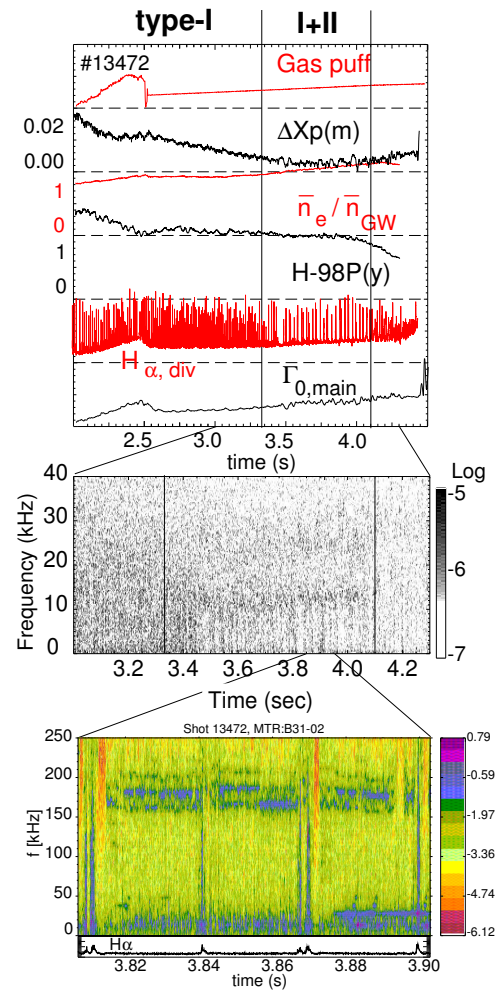 type-I I+II
#13472
Gas puff
0.02
ΔXp(m)
0.00
1
n̅e / n̅GW
0
1
H-98P(y)
0
Hα, div
Γ0,main
2.5 3.0 3.5 4.0
time (s)
Log
40
-5
30
Frequency (kHz)
20
-6
10
0
-7
3.2 3.4 3.6 3.8 4.0 4.2
Time (sec)
Shot 13472, MTR:B31-02
250
0.79
200
-0.59
150
-1.97
f [kHz]
100
-3.36
50
-4.74
0
-6.12
Hα
3.82 3.84 3.86 3.88 3.90
time (s)